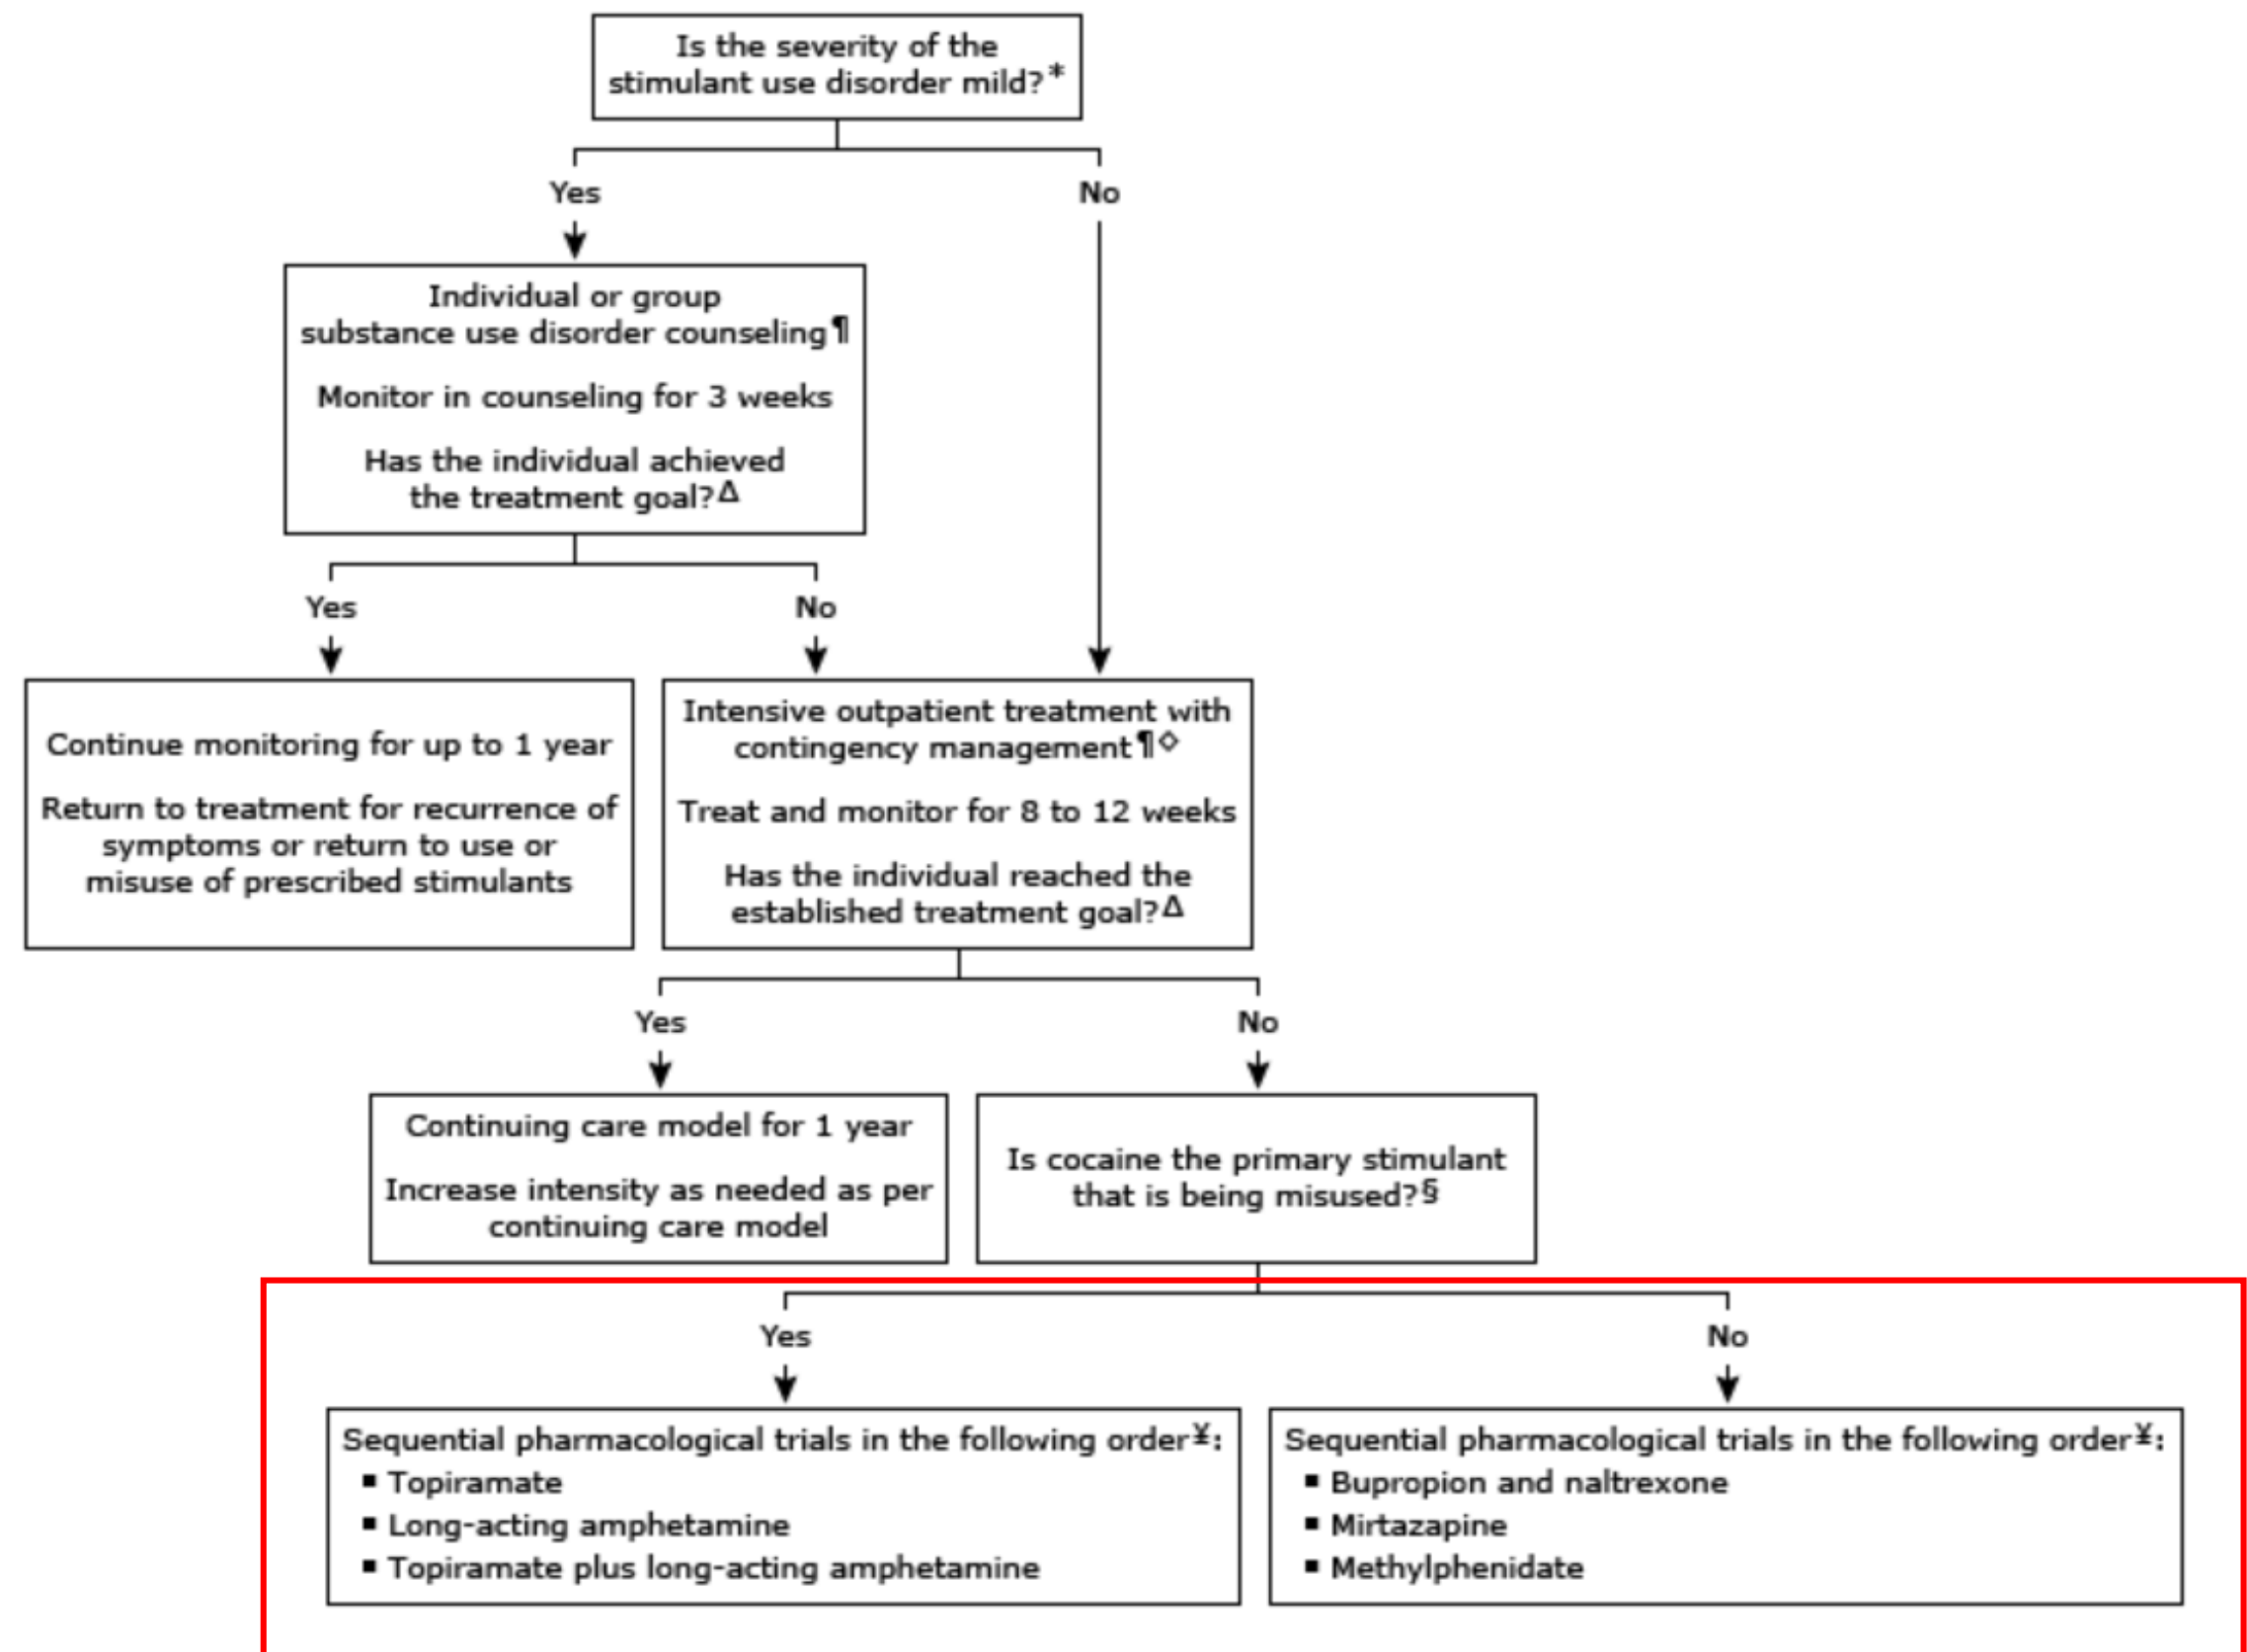 Is the severity of the
stimulant use disorder mild?*
Yes
No
Individual or group
substance use disorder counseling¶
Monitor in counseling for 3 weeks
Has the individual achieved
the treatment goal?Δ
Yes
No
Continue monitoring for up to 1 year
Return to treatment for recurrence of
symptoms or return to use or
misuse of prescribed stimulants
Intensive outpatient treatment with
contingency management¶◇
Treat and monitor for 8 to 12 weeks
Has the individual reached the
established treatment goal?Δ
Yes
No
Continuing care model for 1 year
Increase intensity as needed as per
continuing care model
Is cocaine the primary stimulant
that is being misused?§
Yes
No
Sequential pharmacological trials in the following order¥:
▪ Topiramate
▪ Long-acting amphetamine
▪ Topiramate plus long-acting amphetamine
Sequential pharmacological trials in the following order¥:
▪ Bupropion and naltrexone
▪ Mirtazapine
▪ Methylphenidate